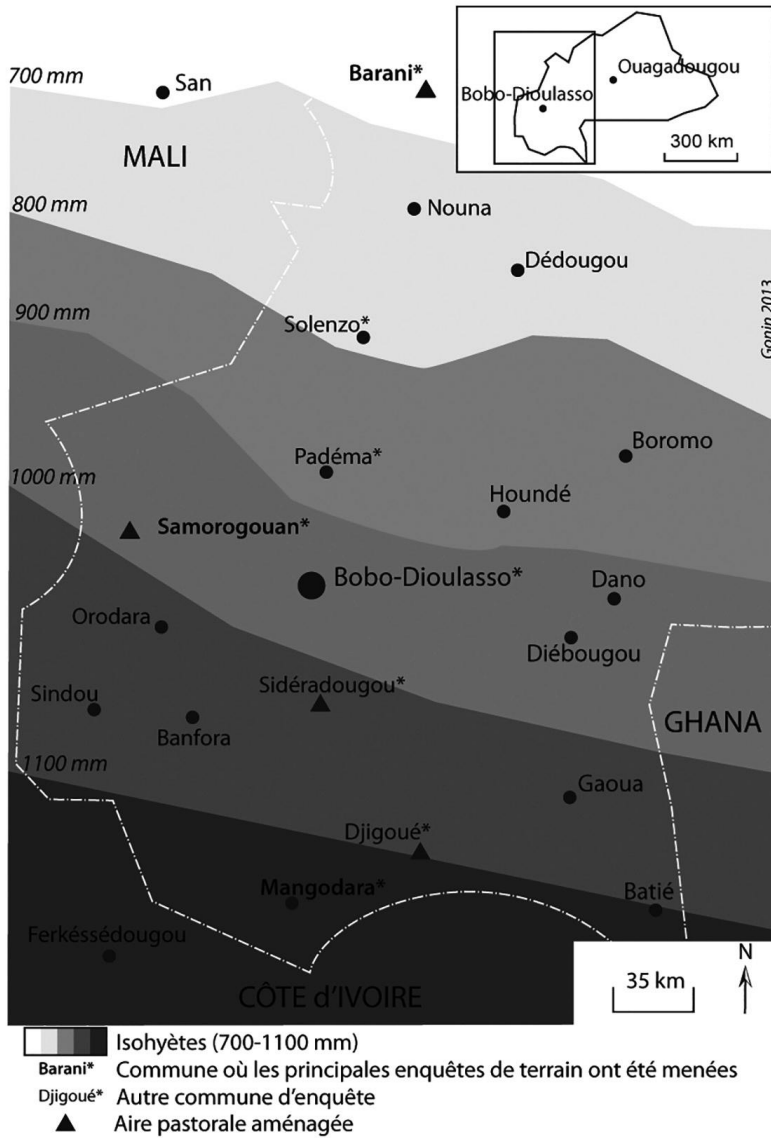 700 mm
San
Barani*
Ouagadougou
Bobo-Dioulasso
300 km
MALI
800 mm
Nouna
Dédougou
900 mm
Solenzo*
Gonin 2013
Padéma*
Boromo
1000 mm
Houndé
Samorogouan*
Bobo-Dioulasso*
Dano
Orodara
Diébougou
Sidéradougou*
Sindou
Banfora
GHANA
1100 mm
Gaoua
Djigoué*
Mangodara*
Batié
Ferkéssédougou
N
35 km
CÔTE d'IVOIRE
Isohyètes (700-1100 mm)
Barani* Commune où les principales enquêtes de terrain ont été menées
Djigoué* Autre commune d'enquête
Aire pastorale aménagée